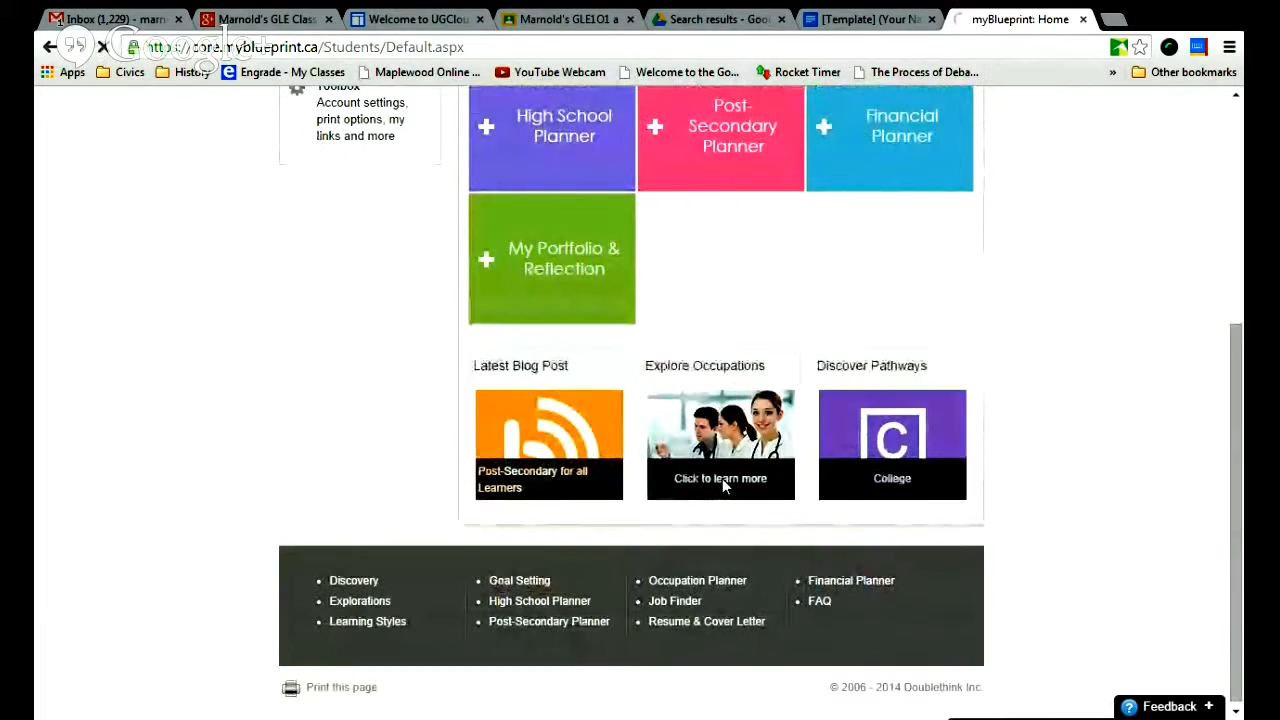 Inbox (1,229) - marn
Marnold's GLE Class
Welcome to UGClou
Marnold's GLE1O1 a
Search results - Goo
[Template] (Your Na
myBlueprint: Home
https://core.myblueprint.ca/Students/Default.aspx
Google
Apps
Civics
History
Engrade - My Classes
Maplewood Online ...
YouTube Webcam
Welcome to the Go...
Rocket Timer
The Process of Deba...
»
Other bookmarks
Toolbox
Account settings,
print options, my
links and more
High School
Planner
Post-
Secondary
Planner
Financial
Planner
My Portfolio &
Reflection
Latest Blog Post
Explore Occupations
Discover Pathways
Post-Secondary for all
Learners
Click to learn more
C
College
Discovery
Explorations
Learning Styles
Goal Setting
High School Planner
Post-Secondary Planner
Occupation Planner
Job Finder
Resume & Cover Letter
Financial Planner
FAQ
Print this page
© 2006 - 2014 Doublethink Inc.
? Feedback +